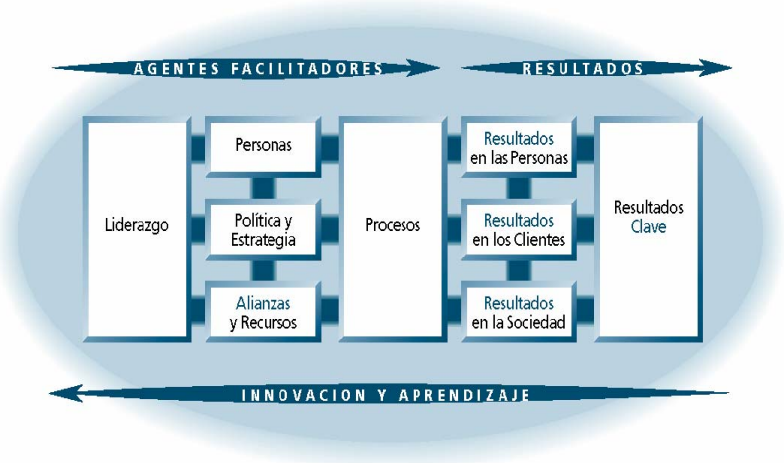 AGENTES FACILITADORES
RESULTADOS
Liderazgo
Personas
Política y
Estrategia
Alianzas
y Recursos
Procesos
Resultados
en las Personas
Resultados
en los Clientes
Resultados
en la Sociedad
Resultados
Clave
INNOVACION Y APRENDIZAJE